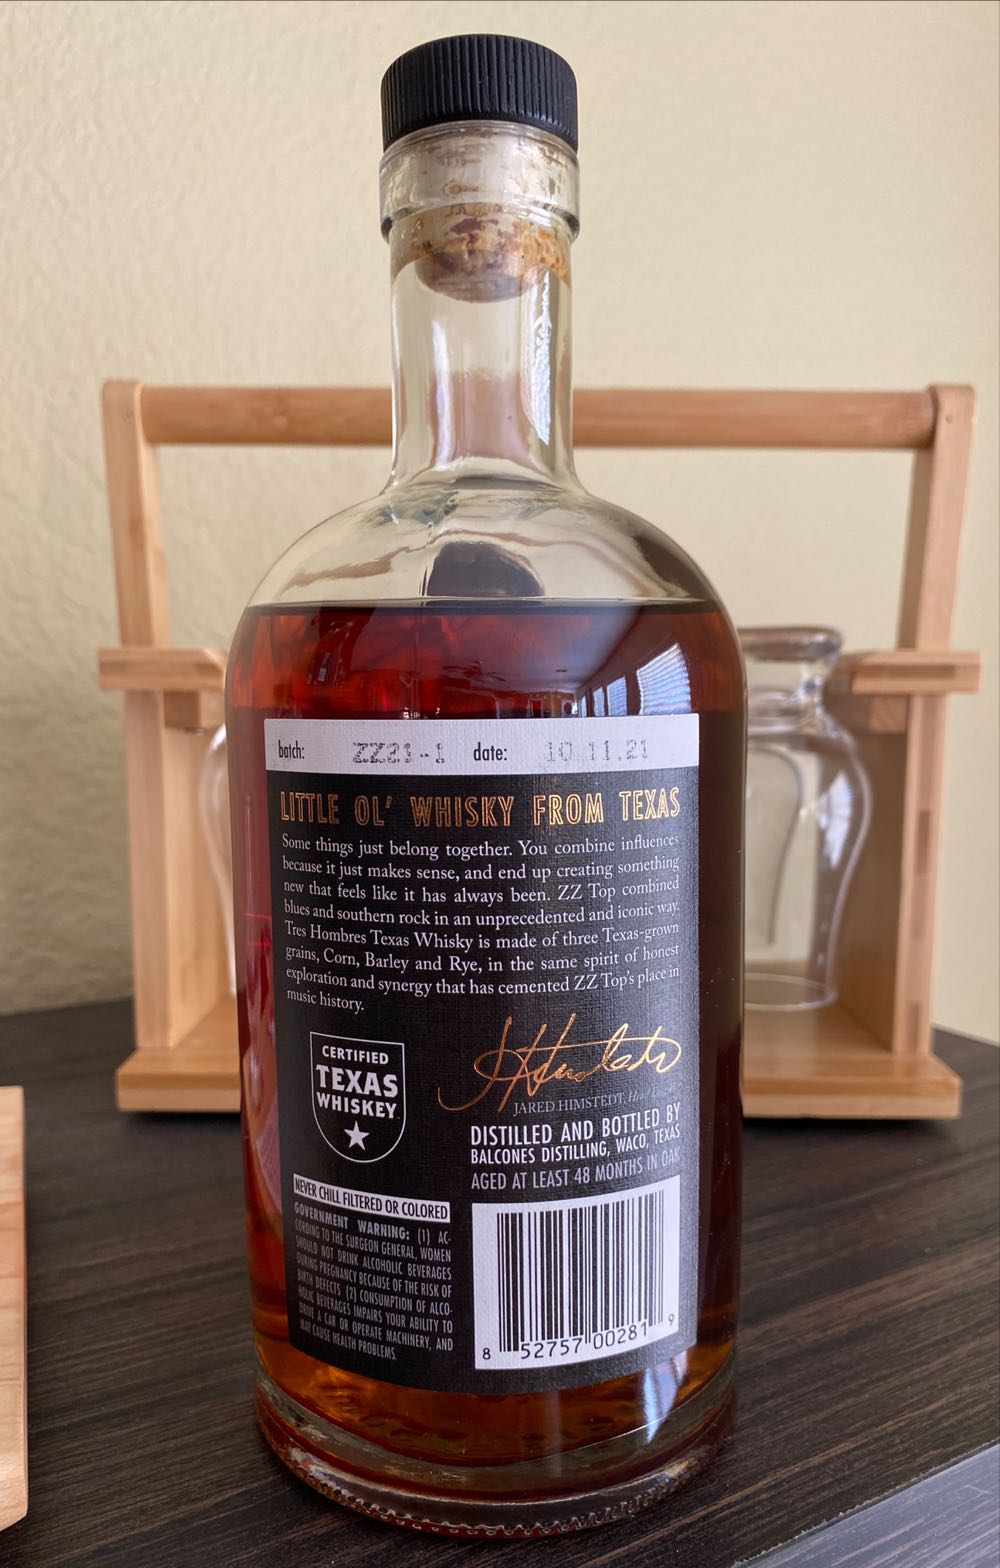 batch: ZZ21-1 date: 10.11.21
LITTLE OL' WHISKY FROM TEXAS
Some things just belong together. You combine influences
because it just makes sense, and end up creating something
new that feels like it has always been. ZZ Top combined
blues and southern rock in an unprecedented and iconic way.
Tres Hombres Texas Whisky is made of three Texas-grown
grains, Corn, Barley and Rye, in the same spirit of honest
exploration and synergy that has cemented ZZ Top's place in
music history.
CERTIFIED
TEXAS
WHISKEY
JARED HIMSTEDT
DISTILLED AND BOTTLED BY
BALCONES DISTILLING, WACO, TEXAS
AGED AT LEAST 48 MONTHS IN OAK
NEVER CHILL FILTERED OR COLORED
GOVERNMENT WARNING: (1) AC-
CORDING TO THE SURGEON GENERAL, WOMEN
SHOULD NOT DRINK ALCOHOLIC BEVERAGES
DURING PREGNANCY BECAUSE OF THE RISK OF
BIRTH DEFECTS. (2) CONSUMPTION OF ALCO-
HOLIC BEVERAGES IMPAIRS YOUR ABILITY TO
DRIVE A CAR OR OPERATE MACHINERY, AND
MAY CAUSE HEALTH PROBLEMS.
8 52757 00281 9